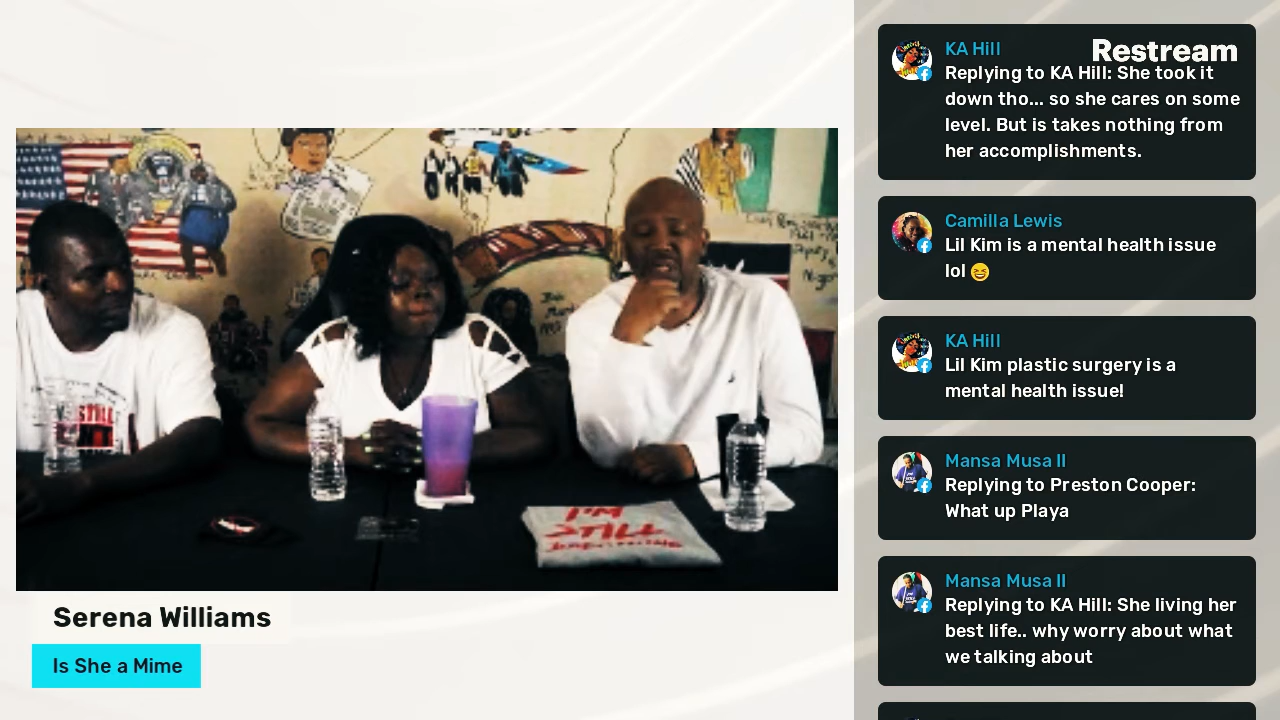 KA Hill
Restream
Replying to KA Hill: She took it
down tho... so she cares on some
level. But is takes nothing from
her accomplishments.
Camilla Lewis
Lil Kim is a mental health issue
lol 😆
KA Hill
Lil Kim plastic surgery is a
mental health issue!
Mansa Musa II
Replying to Preston Cooper:
What up Playa
Mansa Musa II
Replying to KA Hill: She living her
best life.. why worry about what
we talking about
I'M
STILL
Serena Williams
Is She a Mime